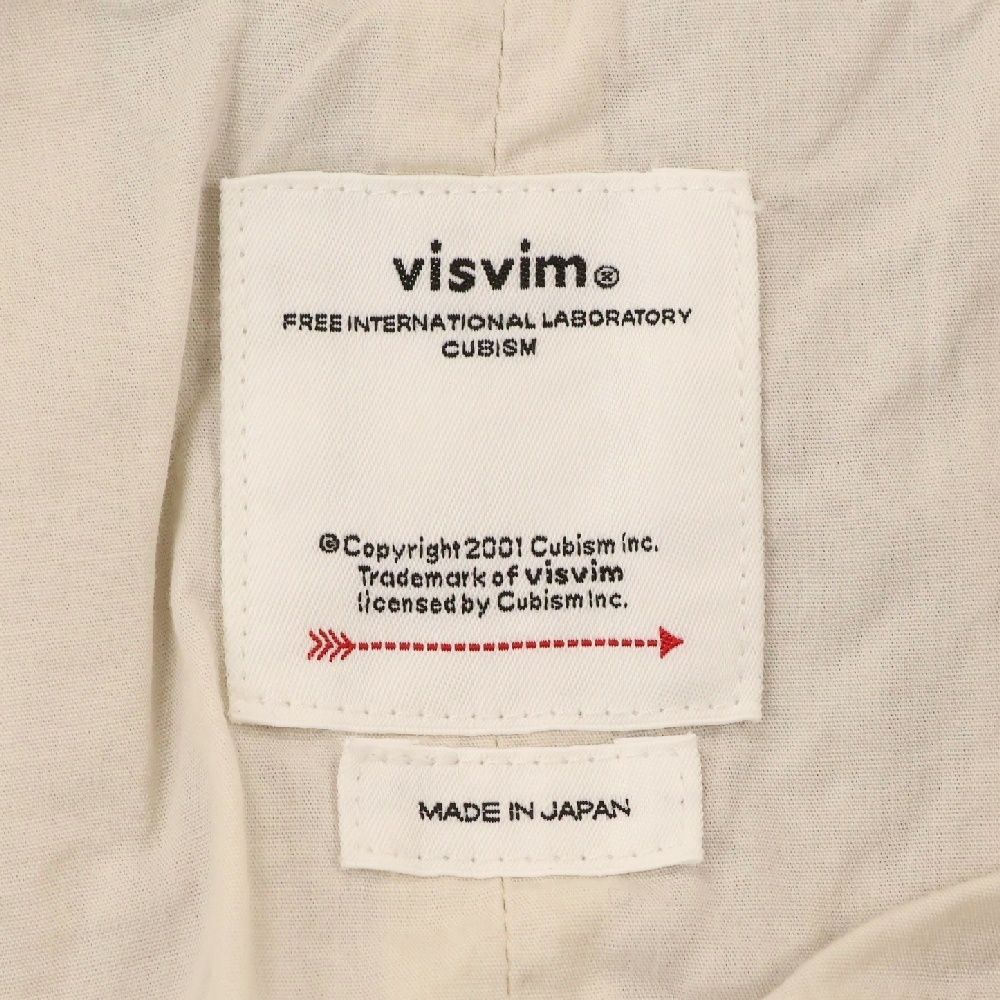 visvim®
FREE INTERNATIONAL LABORATORY
CUBISM
©Copyright 2001 Cubism Inc.
Trademark of visvim
licensed by Cubism Inc.
MADE IN JAPAN